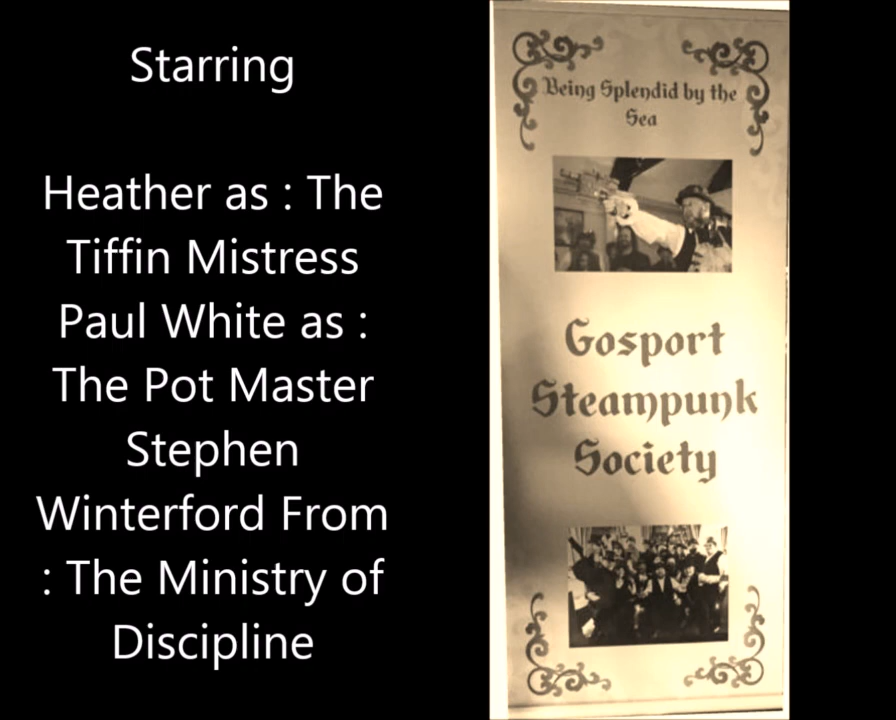 Starring
Heather as : The
Tiffin Mistress
Paul White as :
The Pot Master
Stephen
Winterford From
: The Ministry of
Discipline
Being Splendid by the
Sea
Gosport
Steampunk
Society